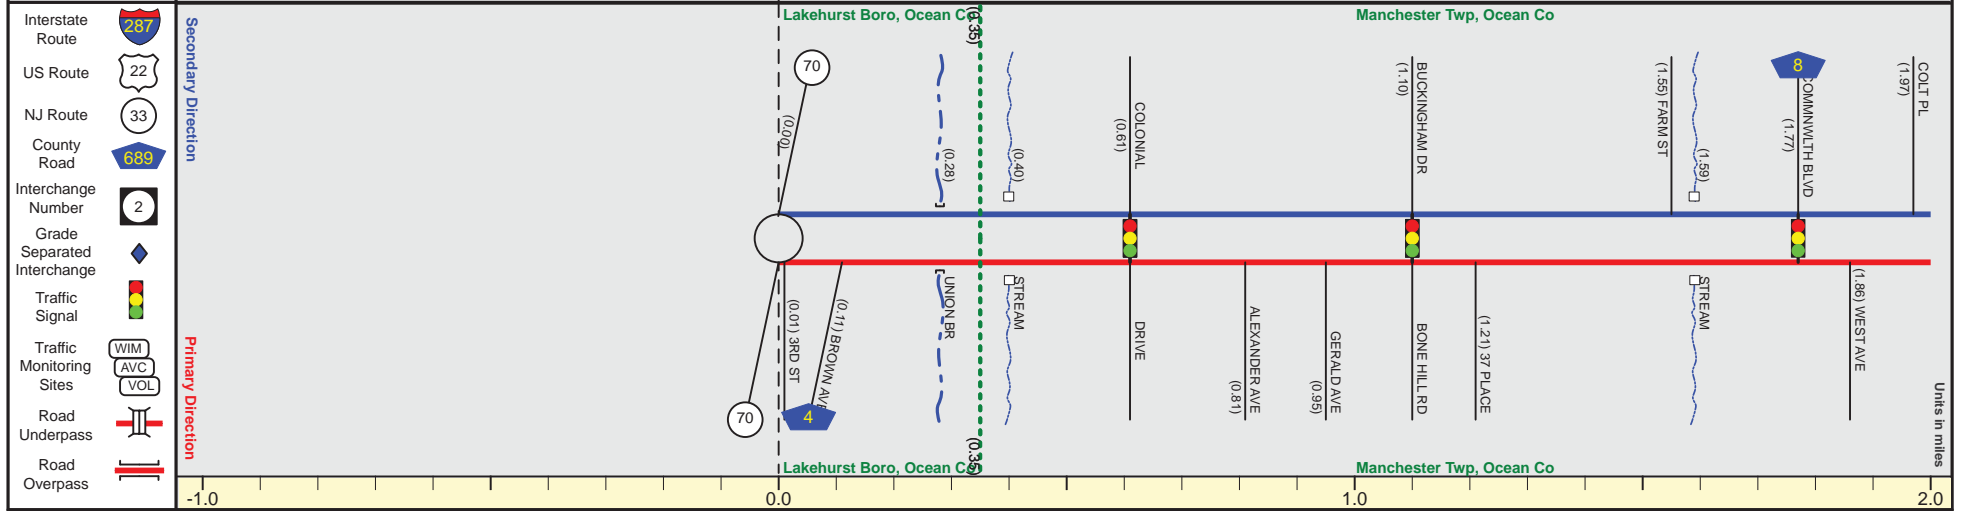 Interstate
Route
287
US Route
22
NJ Route
33
County
Road
689
Interchange
Number
2
Grade
Separated
Interchange
Traffic
Signal
Traffic
Monitoring
Sites
WIM
AVC
VOL
Road
Underpass
Road
Overpass
Secondary Direction
Primary Direction
Lakehurst Boro, Ocean Co
(0.35)
Manchester Twp, Ocean Co
70
(0.00)
(0.28)
(0.40)
COLONIAL
(0.61)
BUCKINGHAM DR
(1.10)
(1.55) FARM ST
(1.59)
8
COMMNWLTH BLVD
(1.77)
COLT PL
(1.97)
70
(0.01) 3RD ST
(0.11) BROWN AVE
4
UNION BR
STREAM
DRIVE
ALEXANDER AVE
(0.81)
GERALD AVE
(0.95)
BONE HILL RD
(1.21) 37 PLACE
STREAM
(1.86) WEST AVE
Units in miles
Lakehurst Boro, Ocean Co
(0.35)
Manchester Twp, Ocean Co
-1.0
0.0
1.0
2.0